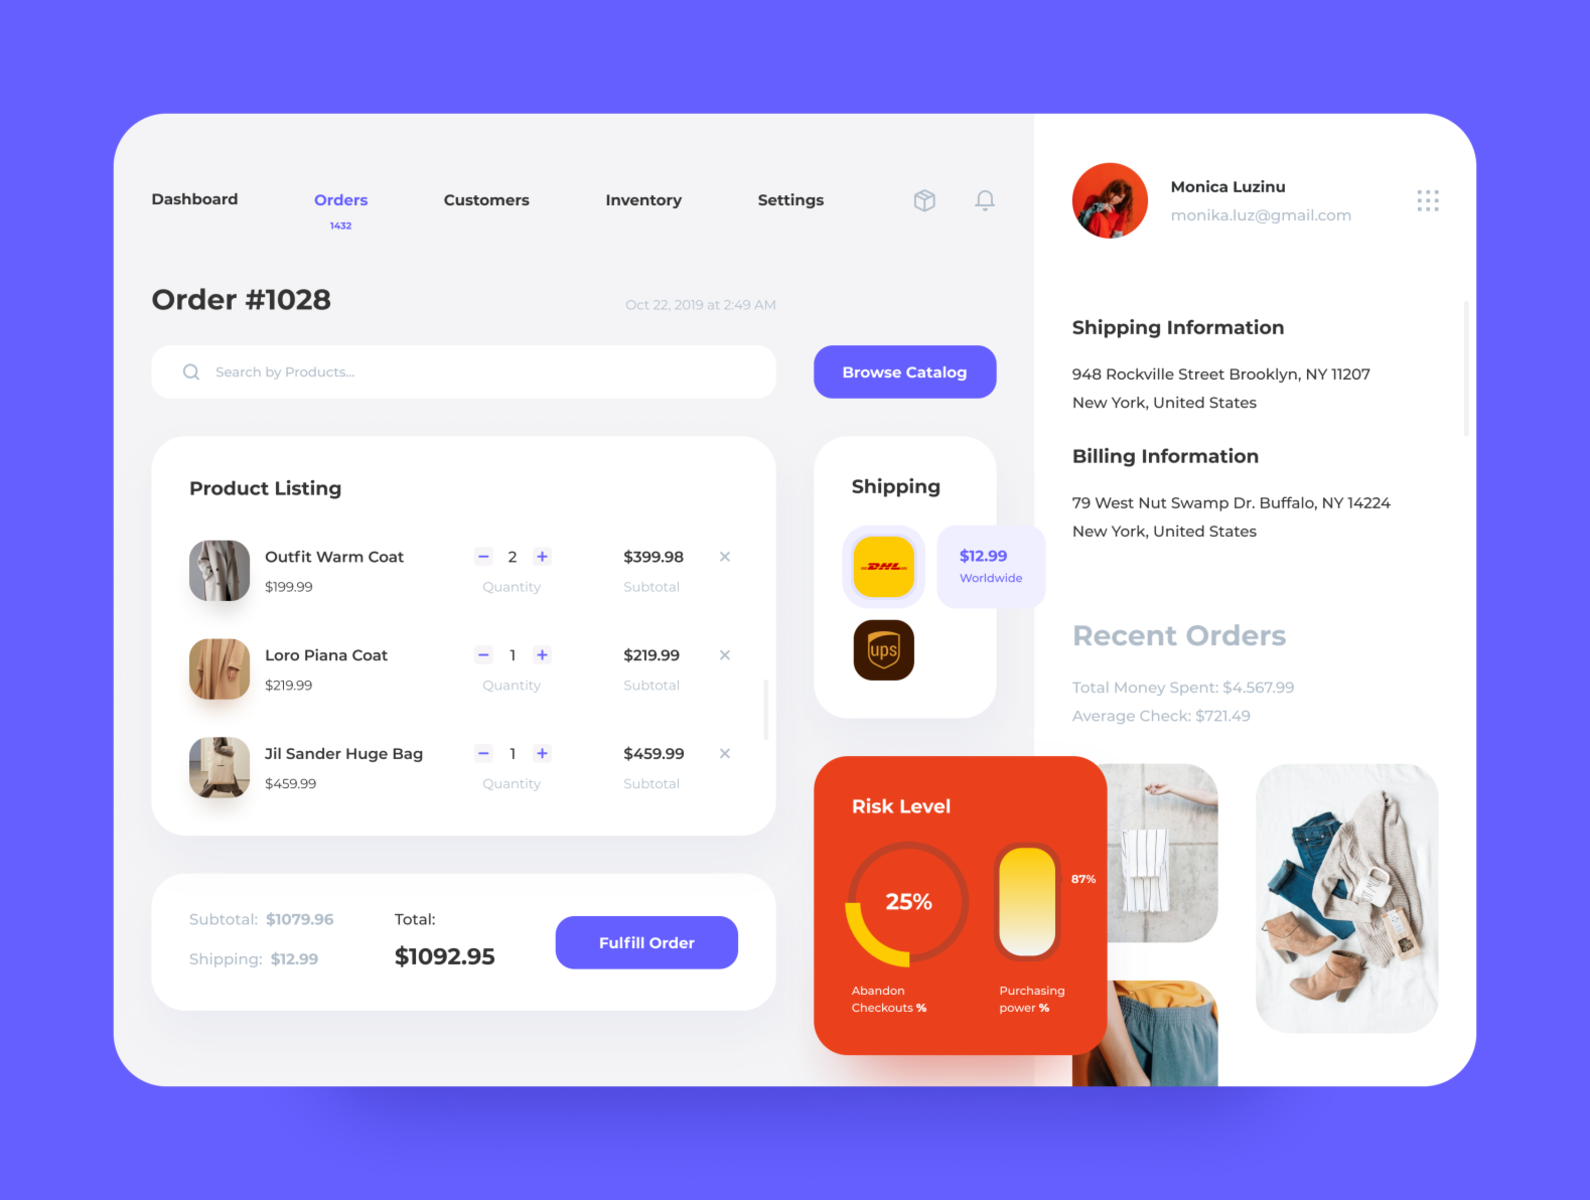 Dashboard
Orders
1432
Customers
Inventory
Settings
Monica Luzinu
monika.luz@gmail.com
Order #1028
Oct 22, 2019 at 2:49 AM
Search by Products...
Browse Catalog
Product Listing
Outfit Warm Coat
$199.99
− 2 +
Quantity
$399.98
Subtotal
Loro Piana Coat
$219.99
− 1 +
Quantity
$219.99
Subtotal
Jil Sander Huge Bag
$459.99
− 1 +
Quantity
$459.99
Subtotal
Subtotal: $1079.96
Shipping: $12.99
Total:
$1092.95
Fulfill Order
Shipping
DHL
$12.99
Worldwide
ups
Risk Level
25%
87%
Abandon
Checkouts %
Purchasing
power %
Shipping Information
948 Rockville Street Brooklyn, NY 11207
New York, United States
Billing Information
79 West Nut Swamp Dr. Buffalo, NY 14224
New York, United States
Recent Orders
Total Money Spent: $4.567.99
Average Check: $721.49